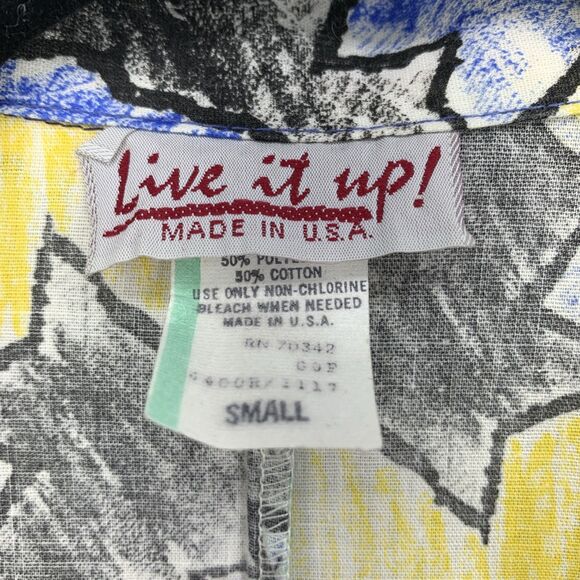 Live it up!
MADE IN U.S.A.
50% POLYE
50% COTTON
USE ONLY NON-CHLORINE
BLEACH WHEN NEEDED
MADE IN U.S.A.
RN 70342
SMALL